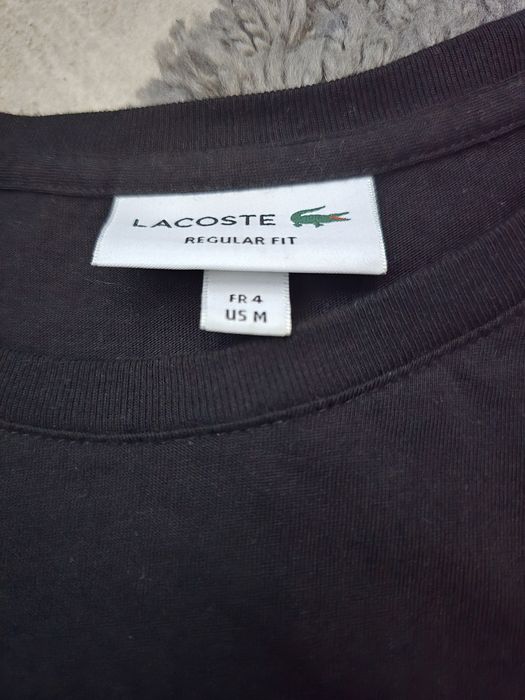 LACOSTE
REGULAR FIT
FR 4
US M